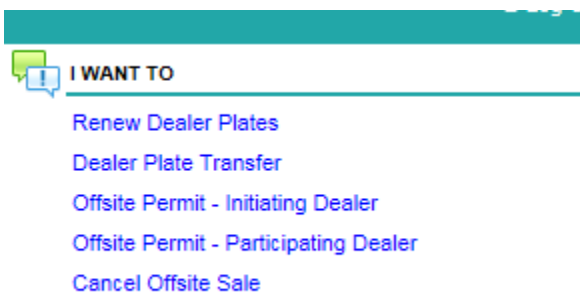 I WANT TO
Renew Dealer Plates
Dealer Plate Transfer
Offsite Permit - Initiating Dealer
Offsite Permit - Participating Dealer
Cancel Offsite Sale